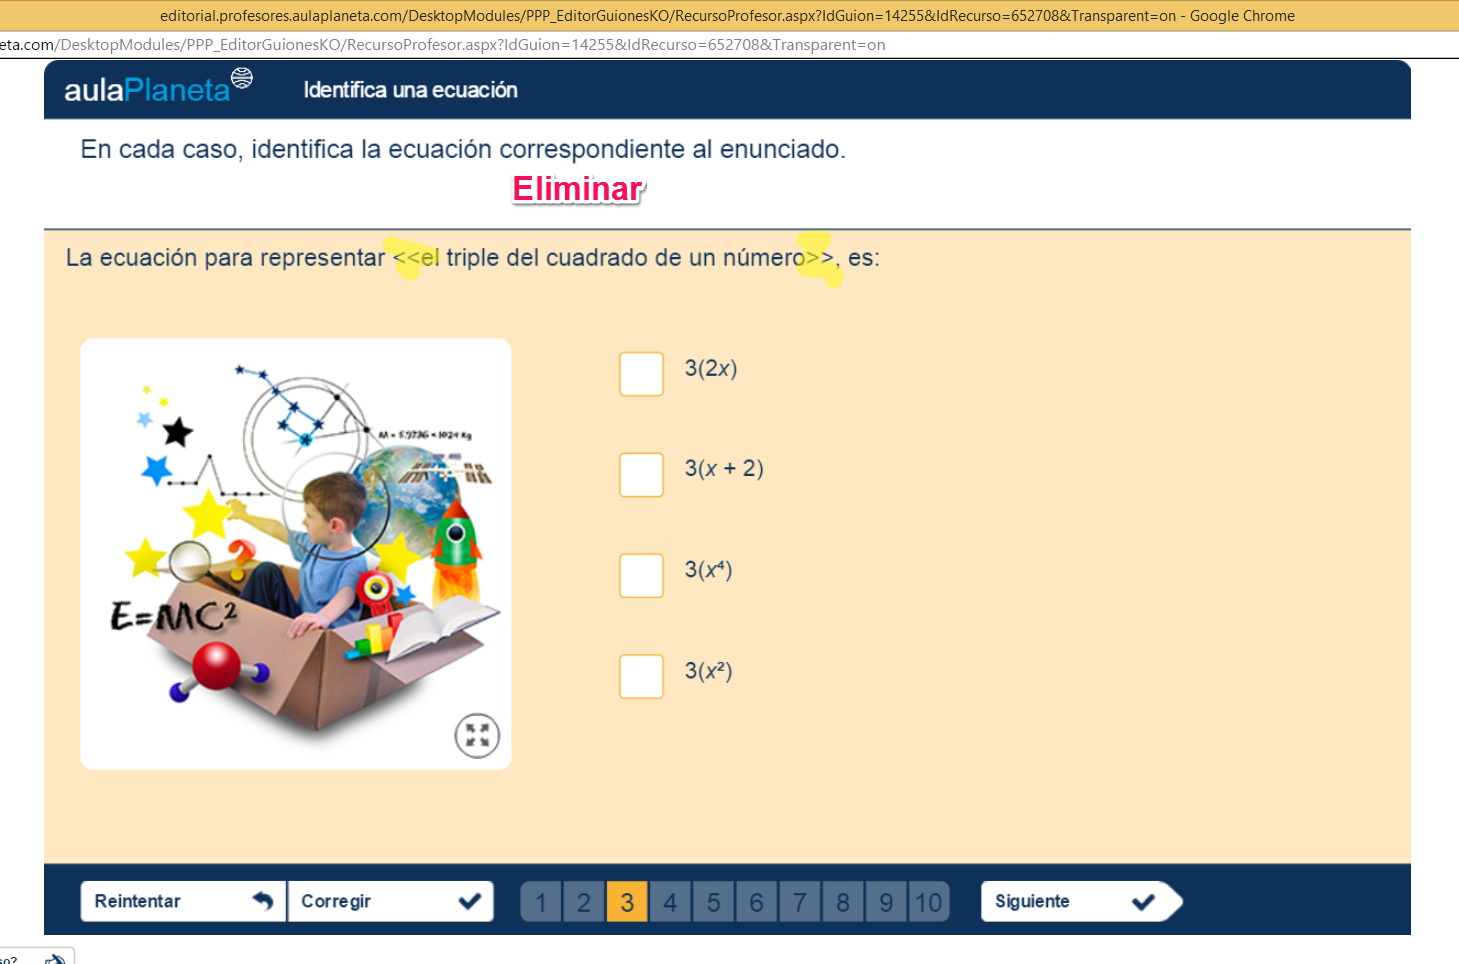 editorial.profesores.aulaplaneta.com/DesktopModules/PPP_EditorGuionesKO/RecursoProfesor.aspx?IdGuion=14255&IdRecurso=652708&Transparent=on - Google Chrome
eta.com/DesktopModules/PPP_EditorGuionesKO/RecursoProfesor.aspx?IdGuion=14255&IdRecurso=652708&Transparent=on
aulaPlaneta Identifica una ecuación
En cada caso, identifica la ecuación correspondiente al enunciado.
Eliminar
La ecuación para representar <<el triple del cuadrado de un número>>, es:
3(2x)
M = 5.9736 × 1024 Kg
3(x + 2)
3(x⁴)
E=MC²
3(x²)
Reintentar Corregir 1 2 3 4 5 6 7 8 9 10 Siguiente